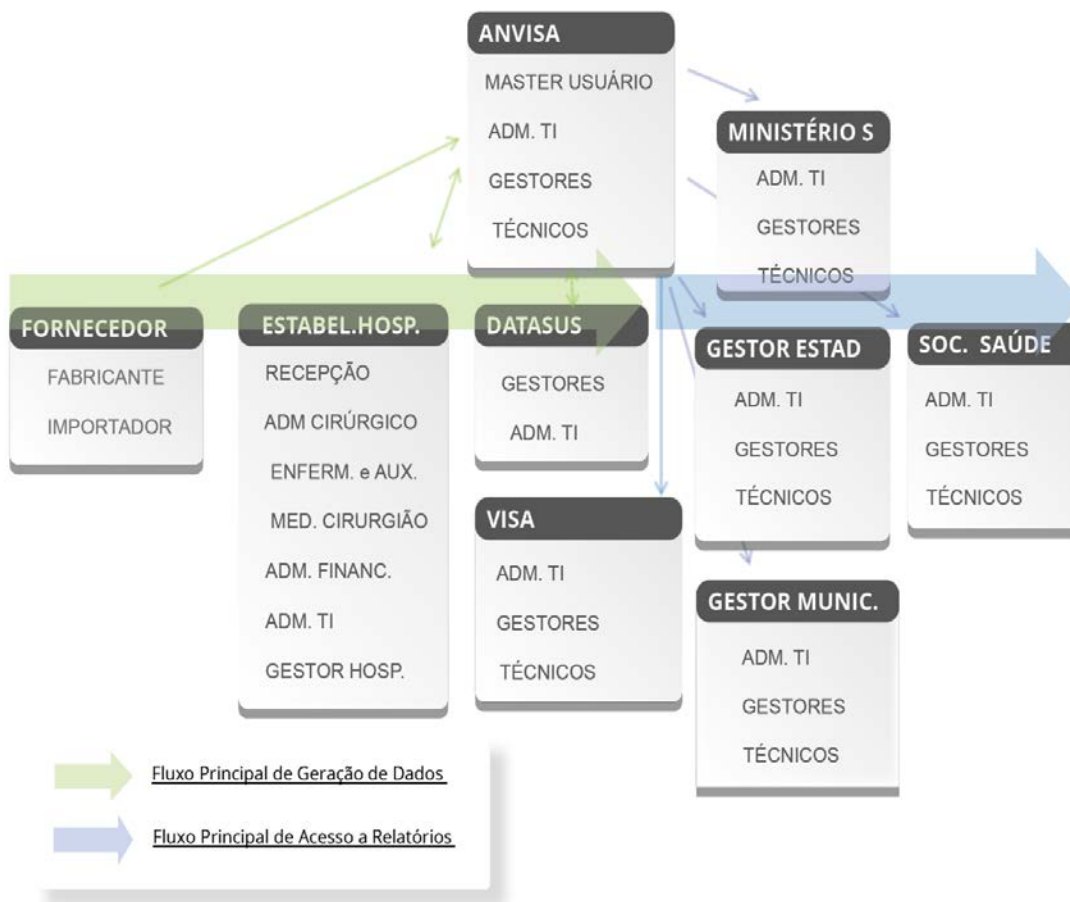 ANVISA
MASTER USUÁRIO
ADM. TI
GESTORES
TÉCNICOS
MINISTÉRIO S
ADM. TI
GESTORES
TÉCNICOS
FORNECEDOR
FABRICANTE
IMPORTADOR
ESTABEL.HOSP.
RECEPÇÃO
ADM CIRÚRGICO
ENFERM. e AUX.
MED. CIRURGIÃO
ADM. FINANC.
ADM. TI
GESTOR HOSP.
DATASUS
GESTORES
ADM. TI
VISA
ADM. TI
GESTORES
TÉCNICOS
GESTOR ESTAD
ADM. TI
GESTORES
TÉCNICOS
SOC. SAÚDE
ADM. TI
GESTORES
TÉCNICOS
GESTOR MUNIC.
ADM. TI
GESTORES
TÉCNICOS
Fluxo Principal de Geração de Dados
Fluxo Principal de Acesso a Relatórios